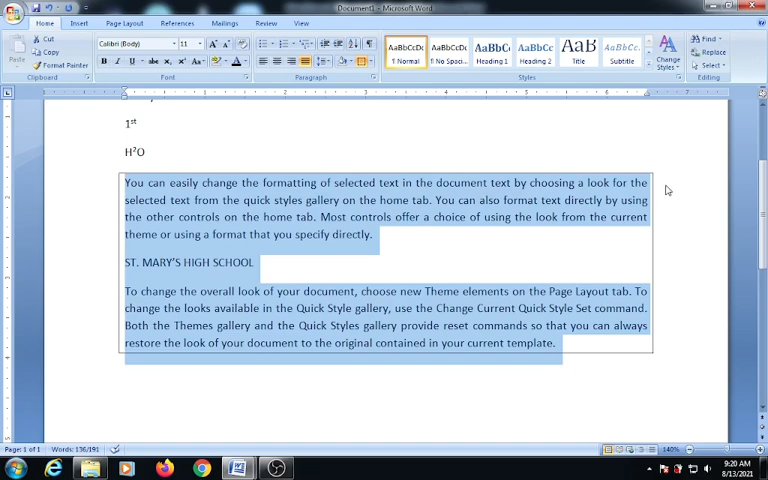 Document1 - Microsoft Word
Home Insert Page Layout References Mailings Review View
Paste
Cut
Copy
Format Painter
Clipboard
Calibri (Body) 11
B I U abc X₂ X² Aa
Font
Paragraph
AaBbCcDc AaBbCcDc AaBbCc AaBbCc AaB AaBbCc.
¶ Normal ¶ No Spaci... Heading 1 Heading 2 Title Subtitle
Change Styles
Styles
Find
Replace
Select
Editing
1st
H²O
You can easily change the formatting of selected text in the document text by choosing a look for the
selected text from the quick styles gallery on the home tab. You can also format text directly by using
the other controls on the home tab. Most controls offer a choice of using the look from the current
theme or using a format that you specify directly.
ST. MARY'S HIGH SCHOOL
To change the overall look of your document, choose new Theme elements on the Page Layout tab. To
change the looks available in the Quick Style gallery, use the Change Current Quick Style Set command.
Both the Themes gallery and the Quick Styles gallery provide reset commands so that you can always
restore the look of your document to the original contained in your current template.
Page: 1 of 1 Words: 136/191
140%
9:20 AM
8/13/2021